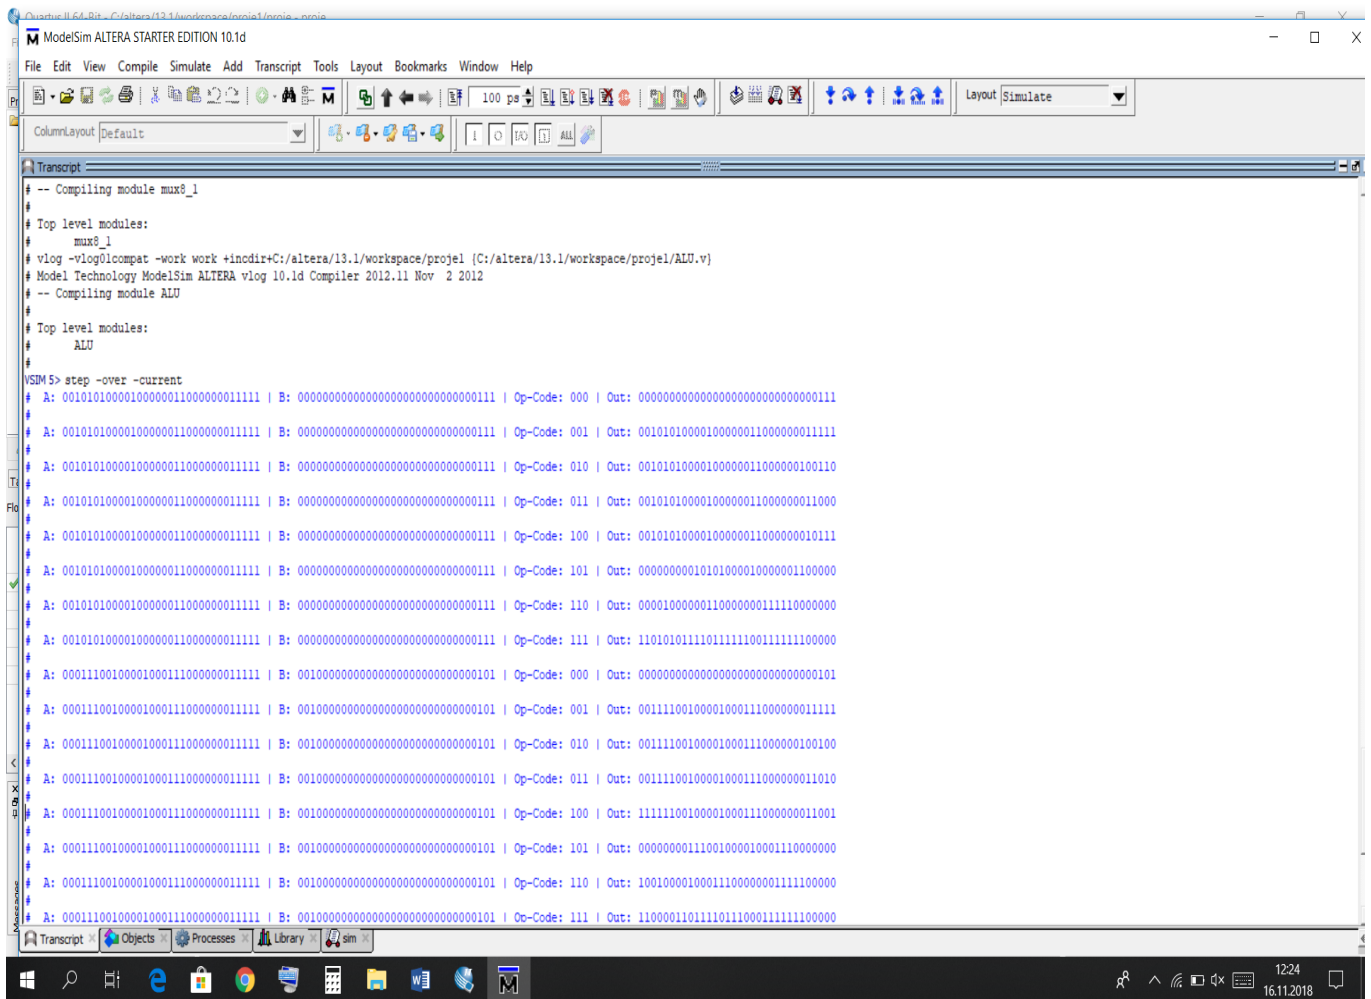 Quartus II 64-Bit - C:/altera/13.1/workspace/proje1/proje - proje
ModelSim ALTERA STARTER EDITION 10.1d
File Edit View Compile Simulate Add Transcript Tools Layout Bookmarks Window Help
100 ps Layout Simulate
ColumnLayout Default ALL
Transcript
# -- Compiling module mux8_1
#
# Top level modules:
# mux8_1
# vlog -vlog01compat -work work +incdir+C:/altera/13.1/workspace/proje1 {C:/altera/13.1/workspace/proje1/ALU.v}
# Model Technology ModelSim ALTERA vlog 10.1d Compiler 2012.11 Nov 2 2012
# -- Compiling module ALU
#
# Top level modules:
# ALU
#
VSIM 5> step -over -current
# A: 00101010000100000011000000011111 | B: 00000000000000000000000000000111 | Op-Code: 000 | Out: 00000000000000000000000000000111
#
# A: 00101010000100000011000000011111 | B: 00000000000000000000000000000111 | Op-Code: 001 | Out: 00101010000100000011000000011111
#
# A: 00101010000100000011000000011111 | B: 00000000000000000000000000000111 | Op-Code: 010 | Out: 00101010000100000011000000100110
#
# A: 00101010000100000011000000011111 | B: 00000000000000000000000000000111 | Op-Code: 011 | Out: 00101010000100000011000000011000
#
# A: 00101010000100000011000000011111 | B: 00000000000000000000000000000111 | Op-Code: 100 | Out: 00101010000100000011000000010111
#
# A: 00101010000100000011000000011111 | B: 00000000000000000000000000000111 | Op-Code: 101 | Out: 00000000010101000010000001100000
#
# A: 00101010000100000011000000011111 | B: 00000000000000000000000000000111 | Op-Code: 110 | Out: 00001000000110000000111110000000
#
# A: 00101010000100000011000000011111 | B: 00000000000000000000000000000111 | Op-Code: 111 | Out: 11010101111011111100111111100000
#
# A: 00011100100001000111000000011111 | B: 00100000000000000000000000000101 | Op-Code: 000 | Out: 00000000000000000000000000000101
#
# A: 00011100100001000111000000011111 | B: 00100000000000000000000000000101 | Op-Code: 001 | Out: 00111100100001000111000000011111
#
# A: 00011100100001000111000000011111 | B: 00100000000000000000000000000101 | Op-Code: 010 | Out: 00111100100001000111000000100100
#
# A: 00011100100001000111000000011111 | B: 00100000000000000000000000000101 | Op-Code: 011 | Out: 00111100100001000111000000011010
#
# A: 00011100100001000111000000011111 | B: 00100000000000000000000000000101 | Op-Code: 100 | Out: 11111100100001000111000000011001
#
# A: 00011100100001000111000000011111 | B: 00100000000000000000000000000101 | Op-Code: 101 | Out: 00000000111001000010001110000000
#
# A: 00011100100001000111000000011111 | B: 00100000000000000000000000000101 | Op-Code: 110 | Out: 10010000100011100000001111100000
#
# A: 00011100100001000111000000011111 | B: 00100000000000000000000000000101 | Op-Code: 111 | Out: 11000011011110111000111111100000
Messages
Transcript Objects Processes Library sim
12:24
16.11.2018